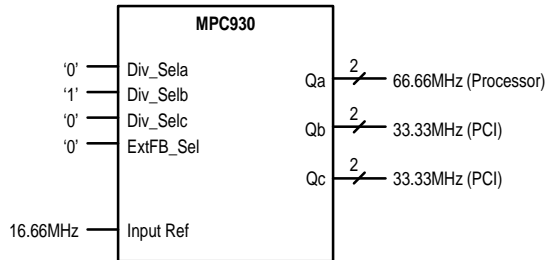 MPC930
‘0’ Div_Sela
‘1’ Div_Selb
‘0’ Div_Selc
‘0’ ExtFB_Sel
16.66MHz Input Ref
Qa 2 66.66MHz (Processor)
Qb 2 33.33MHz (PCI)
Qc 2 33.33MHz (PCI)